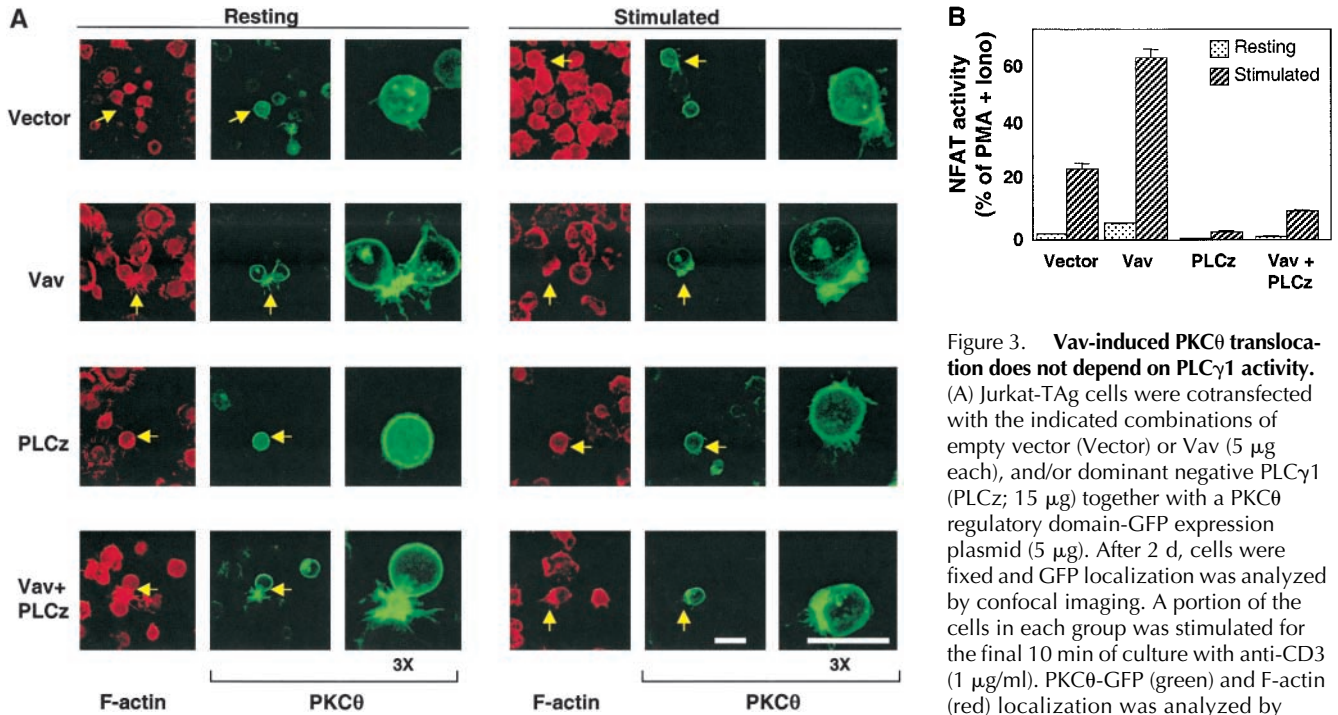 A
Resting
Stimulated
Vector
Vav
PLCz
Vav+
PLCz
3X
3X
F-actin
PKCθ
F-actin
PKCθ
B
NFAT activity
(% of PMA + Iono)
60
40
20
0
Resting
Stimulated
Vector
Vav
PLCz
Vav +
PLCz
Figure 3. Vav-induced PKCθ transloca-
tion does not depend on PLCγ1 activity.
(A) Jurkat-TAg cells were cotransfected
with the indicated combinations of
empty vector (Vector) or Vav (5 μg
each), and/or dominant negative PLCγ1
(PLCz; 15 μg) together with a PKCθ
regulatory domain-GFP expression
plasmid (5 μg). After 2 d, cells were
fixed and GFP localization was analyzed
by confocal imaging. A portion of the
cells in each group was stimulated for
the final 10 min of culture with anti-CD3
(1 μg/ml). PKCθ-GFP (green) and F-actin
(red) localization was analyzed by